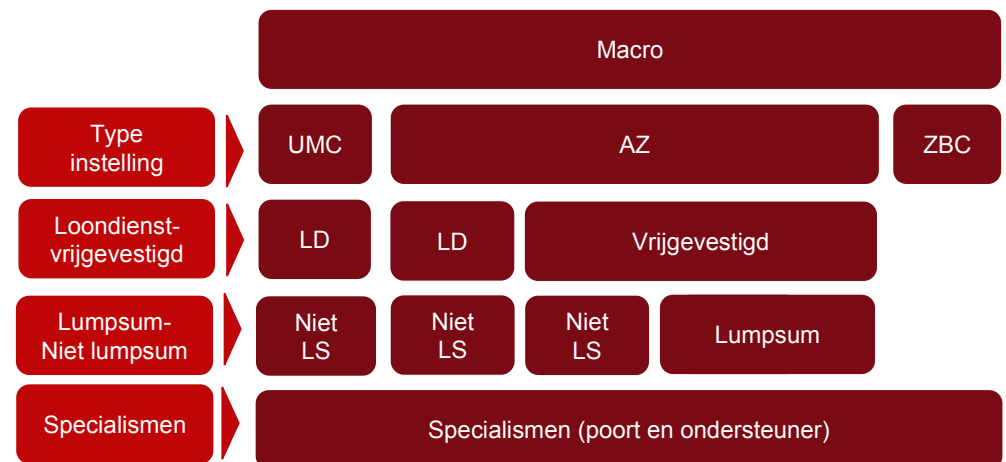 Macro
Type
instelling
UMC
AZ
ZBC
Loondienst-
vrijgevestigd
LD
LD
Vrijgevestigd
Lumpsum-
Niet lumpsum
Niet
LS
Niet
LS
Niet
LS
Lumpsum
Specialismen
Specialismen (poort en ondersteuner)